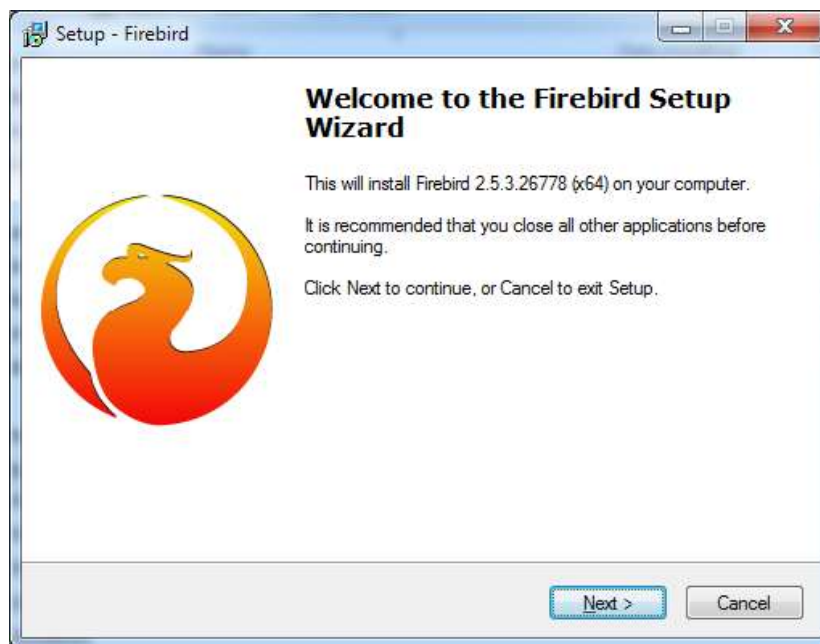 Setup - Firebird
Welcome to the Firebird Setup
Wizard
This will install Firebird 2.5.3.26778 (x64) on your computer.
It is recommended that you close all other applications before
continuing.
Click Next to continue, or Cancel to exit Setup.
Next >
Cancel